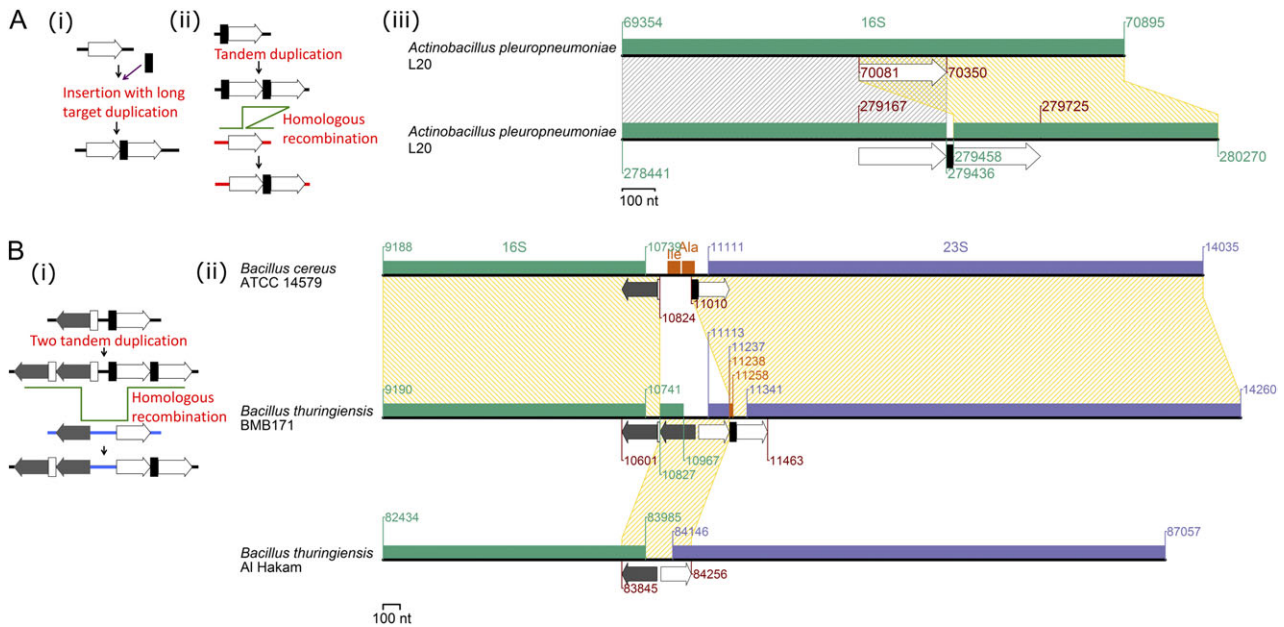 A
(i)
Insertion with long
target duplication
(ii)
Tandem duplication
Homologous
recombination
(iii)
69354 16S 70895
Actinobacillus pleuropneumoniae
L20
70081 70350
279167 279725
Actinobacillus pleuropneumoniae
L20
279458
278441 279436 280270
100 nt
B
(i)
Two tandem duplication
Homologous
recombination
(ii)
9188 16S 10739 Ile Ala 11111 23S 14035
Bacillus cereus
ATCC 14579
10824 11010
11113
11237
11238
11258
9190 10741 11341 14260
Bacillus thuringiensis
BMB171
10601 10967 11463
10827
82434 83985 84146 87057
Bacillus thuringiensis
Al Hakam
83845 84256
100 nt